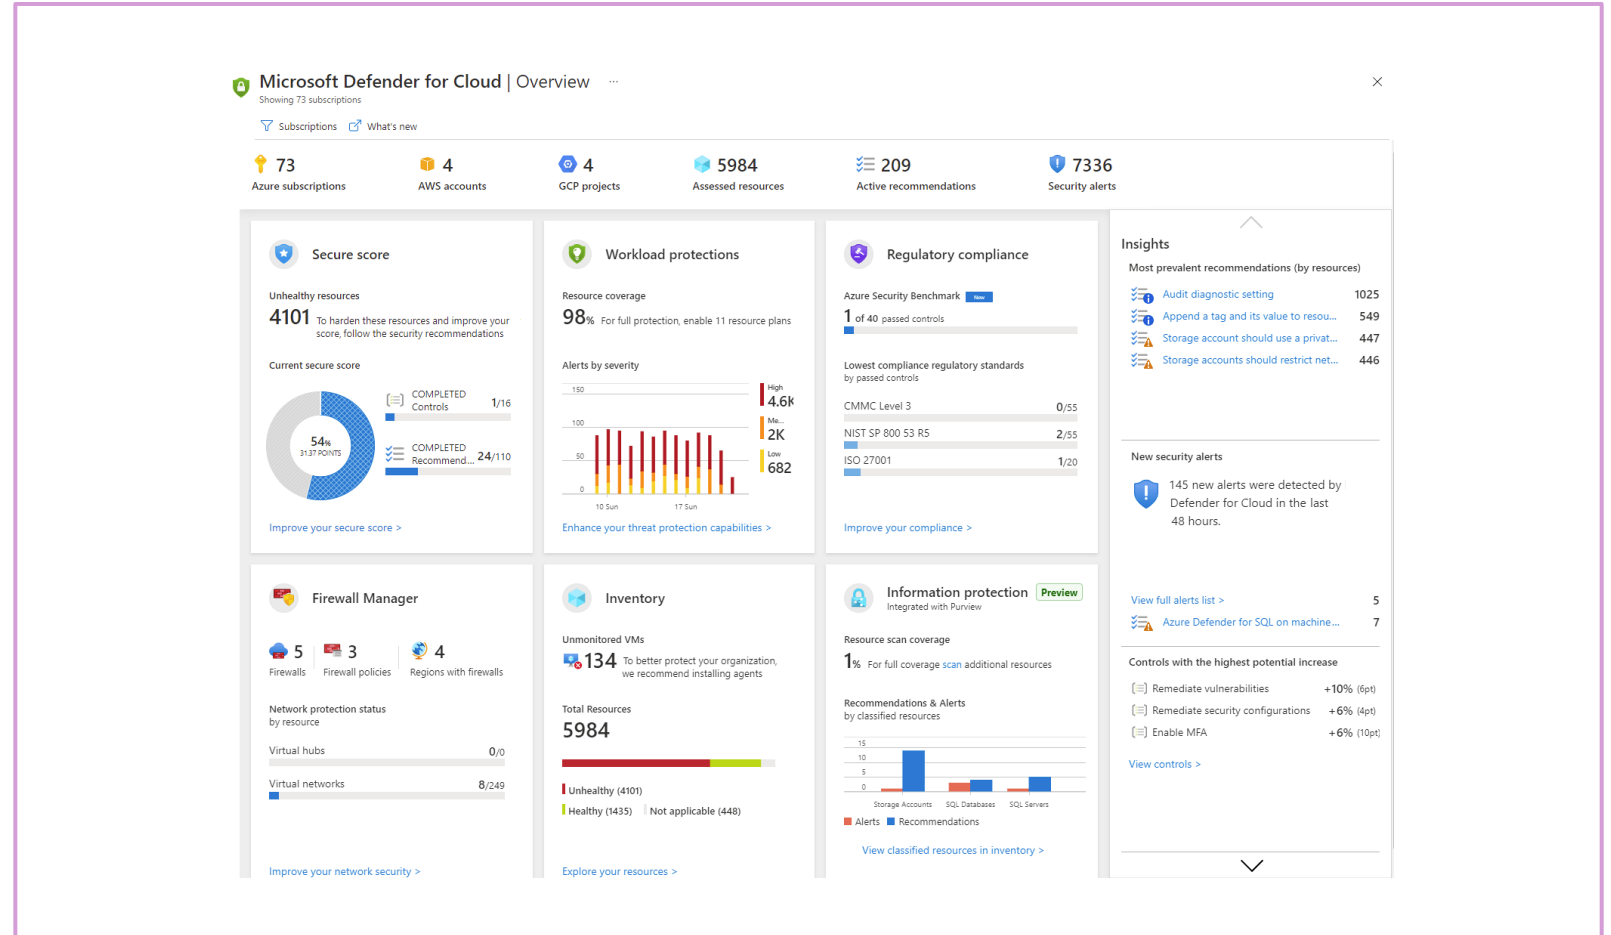 Microsoft Defender for Cloud | Overview ...
Showing 73 subscriptions
Subscriptions What's new
73 4 4 5984 209 7336
Azure subscriptions AWS accounts GCP projects Assessed resources Active recommendations Security alerts
Secure score
Unhealthy resources
4101 To harden these resources and improve your
score, follow the security recommendations
Current secure score
54%
31.37 POINTS
COMPLETED
Controls 1/16
COMPLETED
Recommend... 24/110
Improve your secure score >
Workload protections
Resource coverage
98% For full protection, enable 11 resource plans
Alerts by severity
150
100
50
0
10 Sun 17 Sun
High
4.6K
Me...
2K
Low
682
Enhance your threat protection capabilities >
Regulatory compliance
Azure Security Benchmark New
1 of 40 passed controls
Lowest compliance regulatory standards
by passed controls
CMMC Level 3 0/55
NIST SP 800 53 R5 2/55
ISO 27001 1/20
Improve your compliance >
Firewall Manager
5 3 4
Firewalls Firewall policies Regions with firewalls
Network protection status
by resource
Virtual hubs 0/0
Virtual networks 8/249
Improve your network security >
Inventory
Unmonitored VMs
134 To better protect your organization,
we recommend installing agents
Total Resources
5984
Unhealthy (4101)
Healthy (1435) Not applicable (448)
Explore your resources >
Information protection Preview
Integrated with Purview
Resource scan coverage
1% For full coverage scan additional resources
Recommendations & Alerts
by classified resources
15
10
5
0
Storage Accounts SQL Databases SQL Servers
Alerts Recommendations
View classified resources in inventory >
Insights
Most prevalent recommendations (by resources)
Audit diagnostic setting 1025
Append a tag and its value to resou... 549
Storage account should use a privat... 447
Storage accounts should restrict net... 446
New security alerts
145 new alerts were detected by
Defender for Cloud in the last
48 hours.
View full alerts list > 5
Azure Defender for SQL on machine... 7
Controls with the highest potential increase
Remediate vulnerabilities +10% (6pt)
Remediate security configurations +6% (4pt)
Enable MFA +6% (10pt)
View controls >